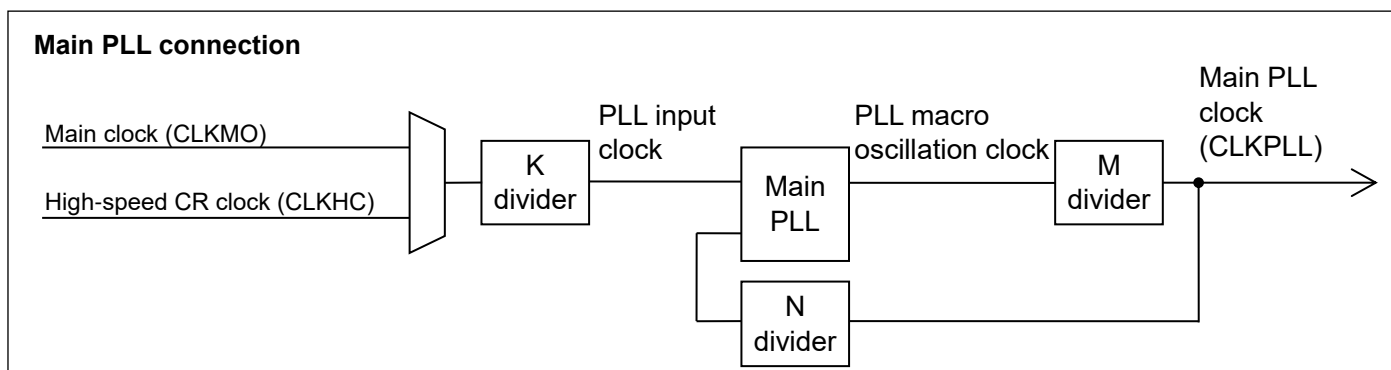 Main PLL connection
Main clock (CLKMO)
High-speed CR clock (CLKHC)
K
divider
PLL input
clock
Main
PLL
PLL macro
oscillation clock
M
divider
Main PLL
clock
(CLKPLL)
N
divider